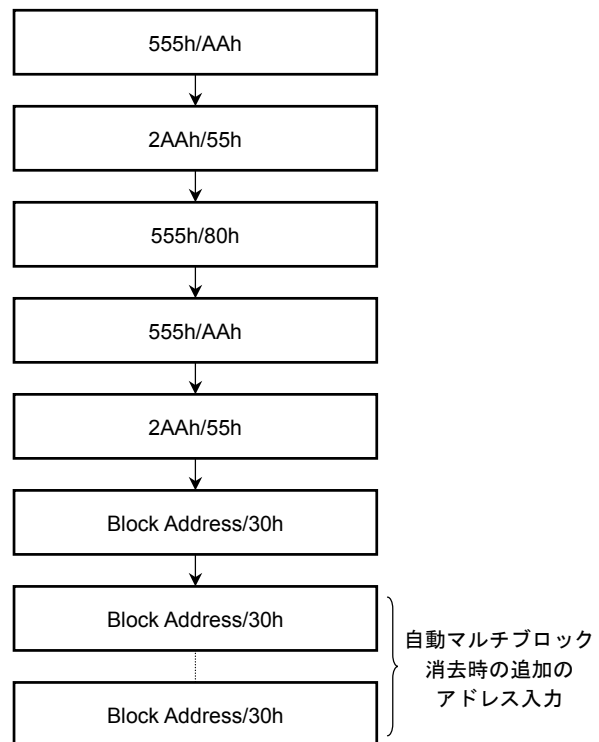 555h/AAh
2AAh/55h
555h/80h
555h/AAh
2AAh/55h
Block Address/30h
Block Address/30h
自動マルチブロック
消去時の追加の
アドレス入力
Block Address/30h